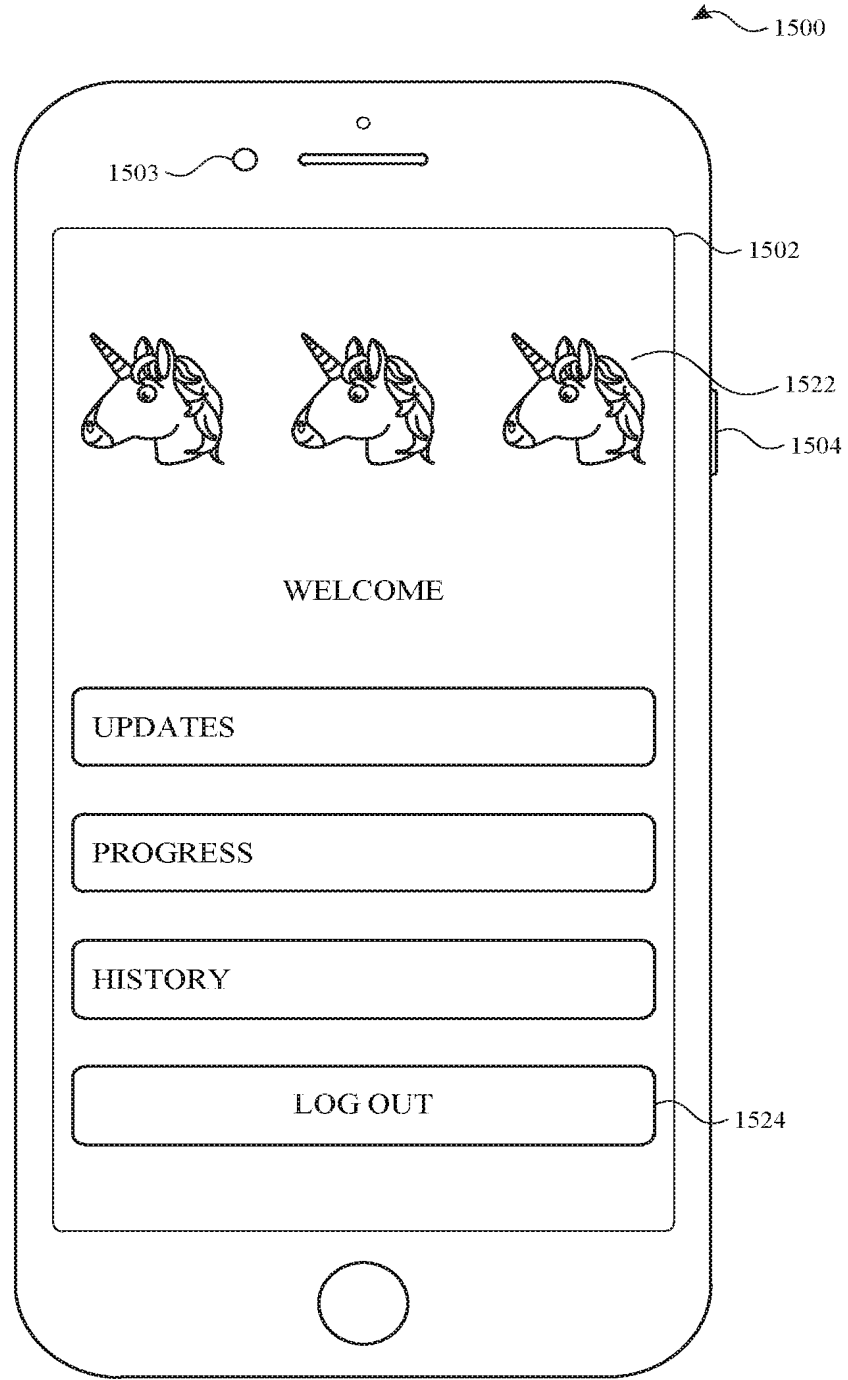 1500
1503
1502
1522
1504
WELCOME
UPDATES
PROGRESS
HISTORY
LOG OUT
1524